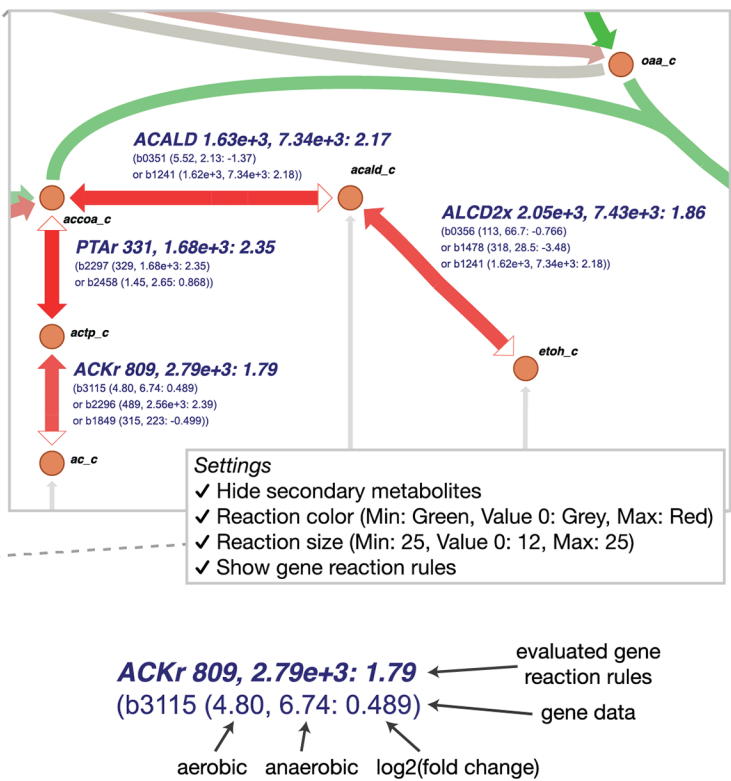 oaa_c
ACALD 1.63e+3, 7.34e+3: 2.17
(b0351 (5.52, 2.13: -1.37)
or b1241 (1.62e+3, 7.34e+3: 2.18))
acald_c
accoa_c
ALCD2x 2.05e+3, 7.43e+3: 1.86
(b0356 (113, 66.7: -0.766)
or b1478 (318, 28.5: -3.48)
or b1241 (1.62e+3, 7.34e+3: 2.18))
PTAr 331, 1.68e+3: 2.35
(b2297 (329, 1.68e+3: 2.35)
or b2458 (1.45, 2.65: 0.868))
actp_c
etoh_c
ACKr 809, 2.79e+3: 1.79
(b3115 (4.80, 6.74: 0.489)
or b2296 (489, 2.56e+3: 2.39)
or b1849 (315, 223: -0.499))
ac_c
Settings
✓ Hide secondary metabolites
✓ Reaction color (Min: Green, Value 0: Grey, Max: Red)
✓ Reaction size (Min: 25, Value 0: 12, Max: 25)
✓ Show gene reaction rules
ACKr 809, 2.79e+3: 1.79
evaluated gene
reaction rules
(b3115 (4.80, 6.74: 0.489)
gene data
aerobic anaerobic log2(fold change)